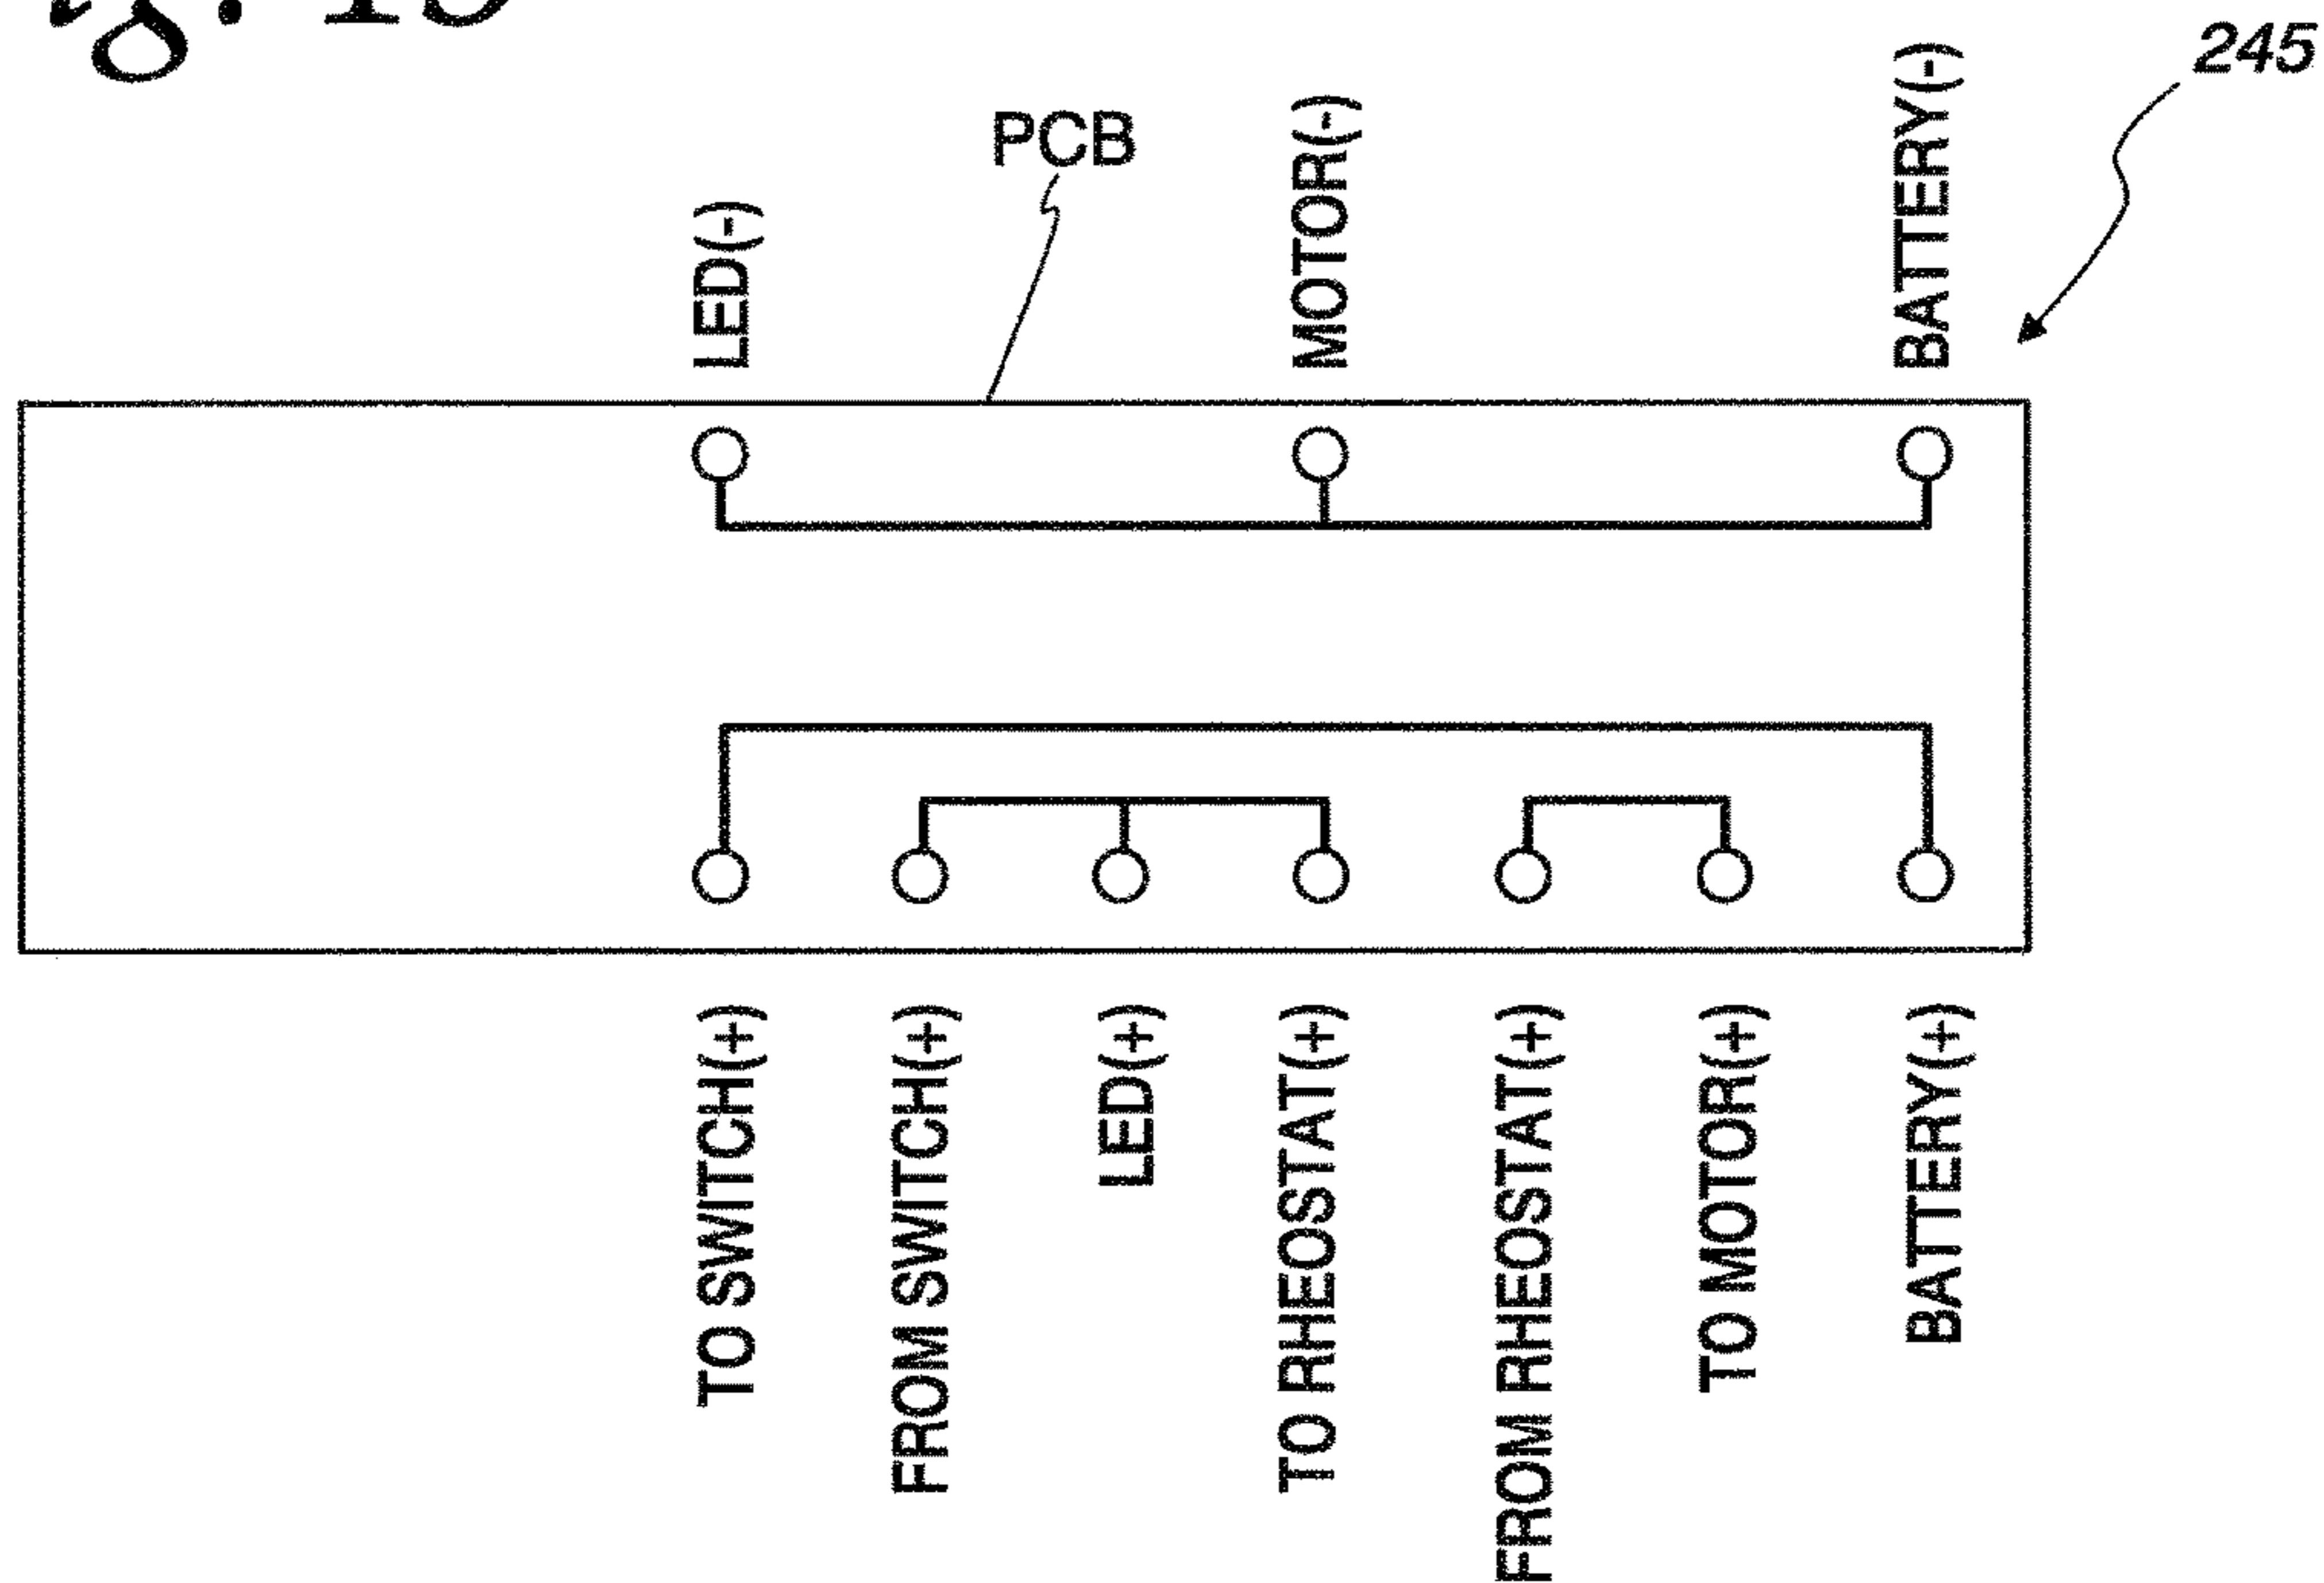 245
PCB
LED(-)
MOTOR(-)
BATTERY(-)
TO SWITCH(+)
FROM SWITCH(+)
LED(+)
TO RHEOSTAT(+)
FROM RHEOSTAT(+)
TO MOTOR(+)
BATTERY(+)